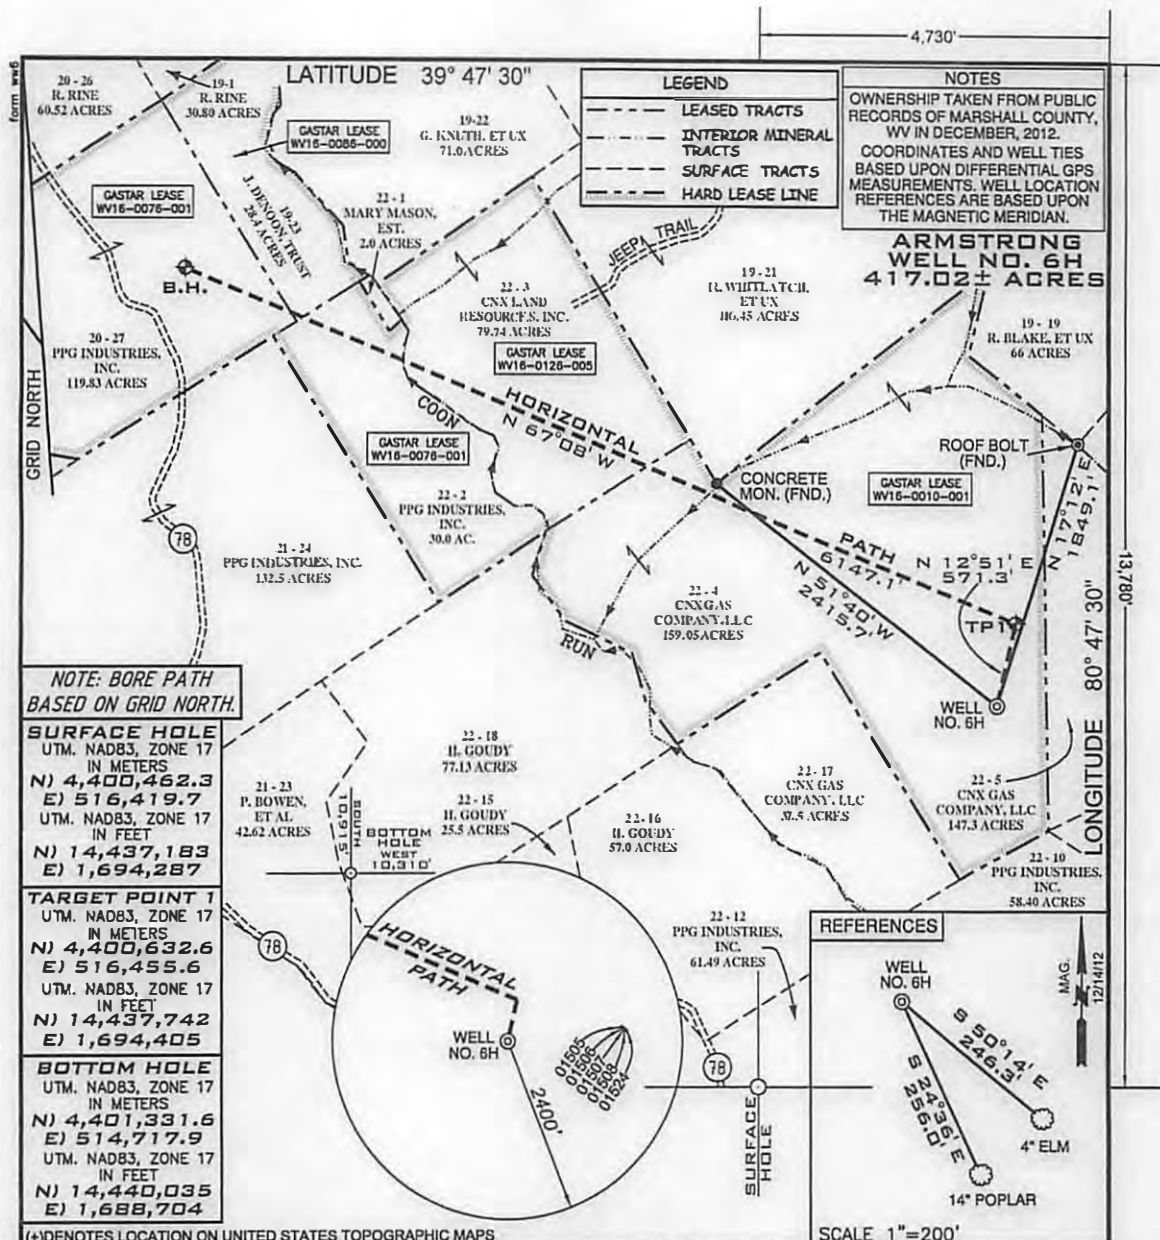 4,730'
form ww6
LATITUDE 39° 47' 30"
20 - 26
R. RINE
60.52 ACRES
19-1
R. RINE
30.80 ACRES
GASTAR LEASE
WV16-0086-000
19-22
G. KNUTH, ET UX
71.0 ACRES
LEGEND
LEASED TRACTS
INTERIOR MINERAL
TRACTS
SURFACE TRACTS
HARD LEASE LINE
NOTES
OWNERSHIP TAKEN FROM PUBLIC
RECORDS OF MARSHALL COUNTY,
WV IN DECEMBER, 2012.
COORDINATES AND WELL TIES
BASED UPON DIFFERENTIAL GPS
MEASUREMENTS. WELL LOCATION
REFERENCES ARE BASED UPON
THE MAGNETIC MERIDIAN.
ARMSTRONG
WELL NO. 6H
417.02± ACRES
GASTAR LEASE
WV16-0076-001
19-23
J. DENOON, TRUST
28.4 ACRES
22 - 1
MARY MASON,
EST.
2.0 ACRES
JEEP TRAIL
B.H.
22 - 3
CNX LAND
RESOURCES, INC.
79.74 ACRES
GASTAR LEASE
WV16-0126-005
19 -21
R. WHITLATCH,
ET UX
116.45 ACRES
19 - 19
R. BLAKE, ET UX
66 ACRES
20 - 27
PPG INDUSTRIES,
INC.
119.83 ACRES
GRID NORTH
COON
HORIZONTAL
N 67°08' W
GASTAR LEASE
WV16-0076-001
ROOF BOLT
(FND.)
CONCRETE
MON. (FND.)
GASTAR LEASE
WV16-0010-001
22 - 2
PPG INDUSTRIES,
INC.
30.0 AC.
78
21 - 24
PPG INDUSTRIES, INC.
132.5 ACRES
PATH
6147.1'
N 12°51' E
571.3'
N 17°12' E
1849.1'
N 51°40' W
2415.7'
TP1
13,780'
22 - 4
CNX GAS
COMPANY, LLC
159.05 ACRES
RUN
WELL
NO. 6H
LONGITUDE 80° 47' 30"
NOTE: BORE PATH
BASED ON GRID NORTH.
SURFACE HOLE
UTM. NAD83, ZONE 17
IN METERS
N) 4,400,462.3
E) 516,419.7
UTM. NAD83, ZONE 17
IN FEET
N) 14,437,183
E) 1,694,287
TARGET POINT 1
UTM. NAD83, ZONE 17
IN METERS
N) 4,400,632.6
E) 516,455.6
UTM. NAD83, ZONE 17
IN FEET
N) 14,437,742
E) 1,694,405
BOTTOM HOLE
UTM. NAD83, ZONE 17
IN METERS
N) 4,401,331.6
E) 514,717.9
UTM. NAD83, ZONE 17
IN FEET
N) 14,440,035
E) 1,688,704
22 - 18
H. GOUDY
77.13 ACRES
21 - 23
P. BOWEN,
ET AL
42.62 ACRES
22 - 15
H. GOUDY
25.5 ACRES
22 - 16
H. GOUDY
57.0 ACRES
22 - 17
CNX GAS
COMPANY, LLC
37.5 ACRES
22 - 5
CNX GAS
COMPANY, LLC
147.3 ACRES
22 - 10
PPG INDUSTRIES,
INC.
58.40 ACRES
SOUTH
10,915'
BOTTOM
HOLE
WEST
10,310'
78
HORIZONTAL
PATH
WELL
NO. 6H
2400'
01505
01506
01507
01508
01524
22 - 12
PPG INDUSTRIES,
INC.
61.49 ACRES
78
SURFACE
HOLE
REFERENCES
WELL
NO. 6H
MAG.
12/14/12
S 50°14' E
246.3'
S 24°36' E
256.0'
4" ELM
14" POPLAR
SCALE 1"=200'
(+)DENOTES LOCATION ON UNITED STATES TOPOGRAPHIC MAPS